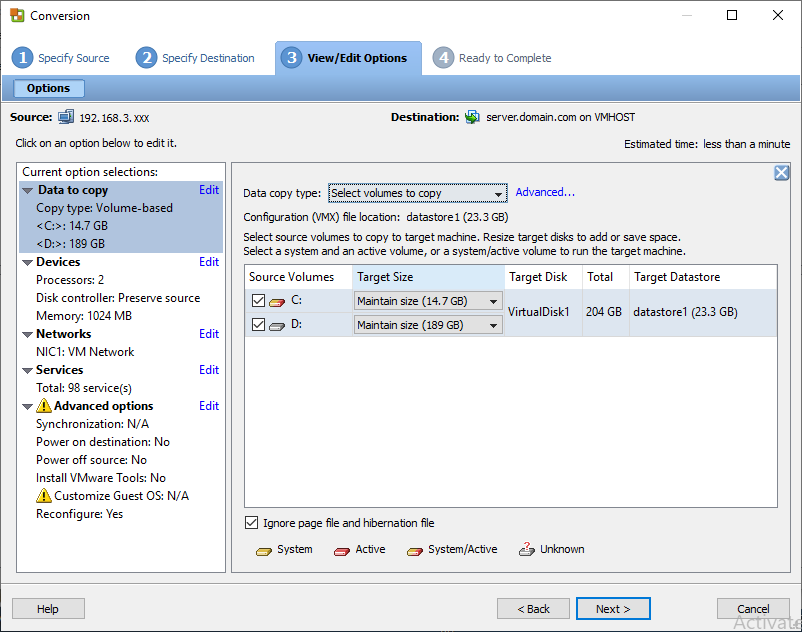 Conversion
1 Specify Source 2 Specify Destination 3 View/Edit Options 4 Ready to Complete
Options
Source: 192.168.3.xxx Destination: server.domain.com on VMHOST
Click on an option below to edit it. Estimated time: less than a minute
Current option selections:
Data to copy Edit
Copy type: Volume-based
<C:>: 14.7 GB
<D:>: 189 GB
Devices Edit
Processors: 2
Disk controller: Preserve source
Memory: 1024 MB
Networks Edit
NIC1: VM Network
Services Edit
Total: 98 service(s)
Advanced options Edit
Synchronization: N/A
Power on destination: No
Power off source: No
Install VMware Tools: No
Customize Guest OS: N/A
Reconfigure: Yes
Data copy type: Select volumes to copy Advanced...
Configuration (VMX) file location: datastore1 (23.3 GB)
Select source volumes to copy to target machine. Resize target disks to add or save space.
Select a system and an active volume, or a system/active volume to run the target machine.
Source Volumes Target Size Target Disk Total Target Datastore
C: Maintain size (14.7 GB)
VirtualDisk1 204 GB datastore1 (23.3 GB)
D: Maintain size (189 GB)
Ignore page file and hibernation file
System Active System/Active ? Unknown
Help < Back Next > Cancel
Activate